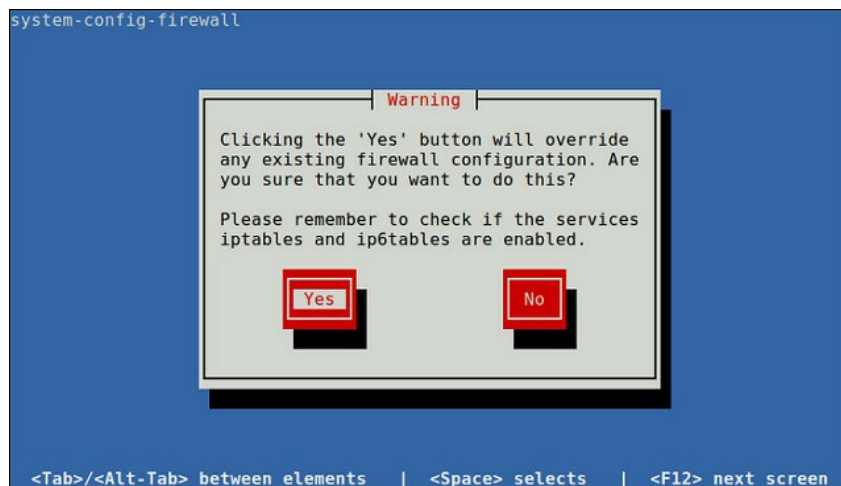 system-config-firewall
Warning
Clicking the 'Yes' button will override
any existing firewall configuration. Are
you sure that you want to do this?
Please remember to check if the services
iptables and ip6tables are enabled.
Yes No
<Tab>/<Alt-Tab> between elements | <Space> selects | <F12> next screen